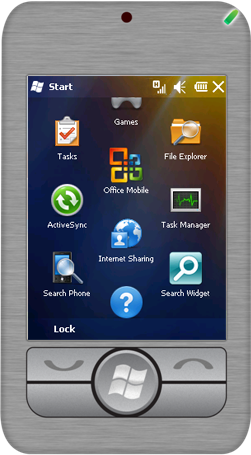 Start
H
Games
Tasks
File Explorer
Office Mobile
ActiveSync
Task Manager
Internet Sharing
Search Phone
Search Widget
?
Lock